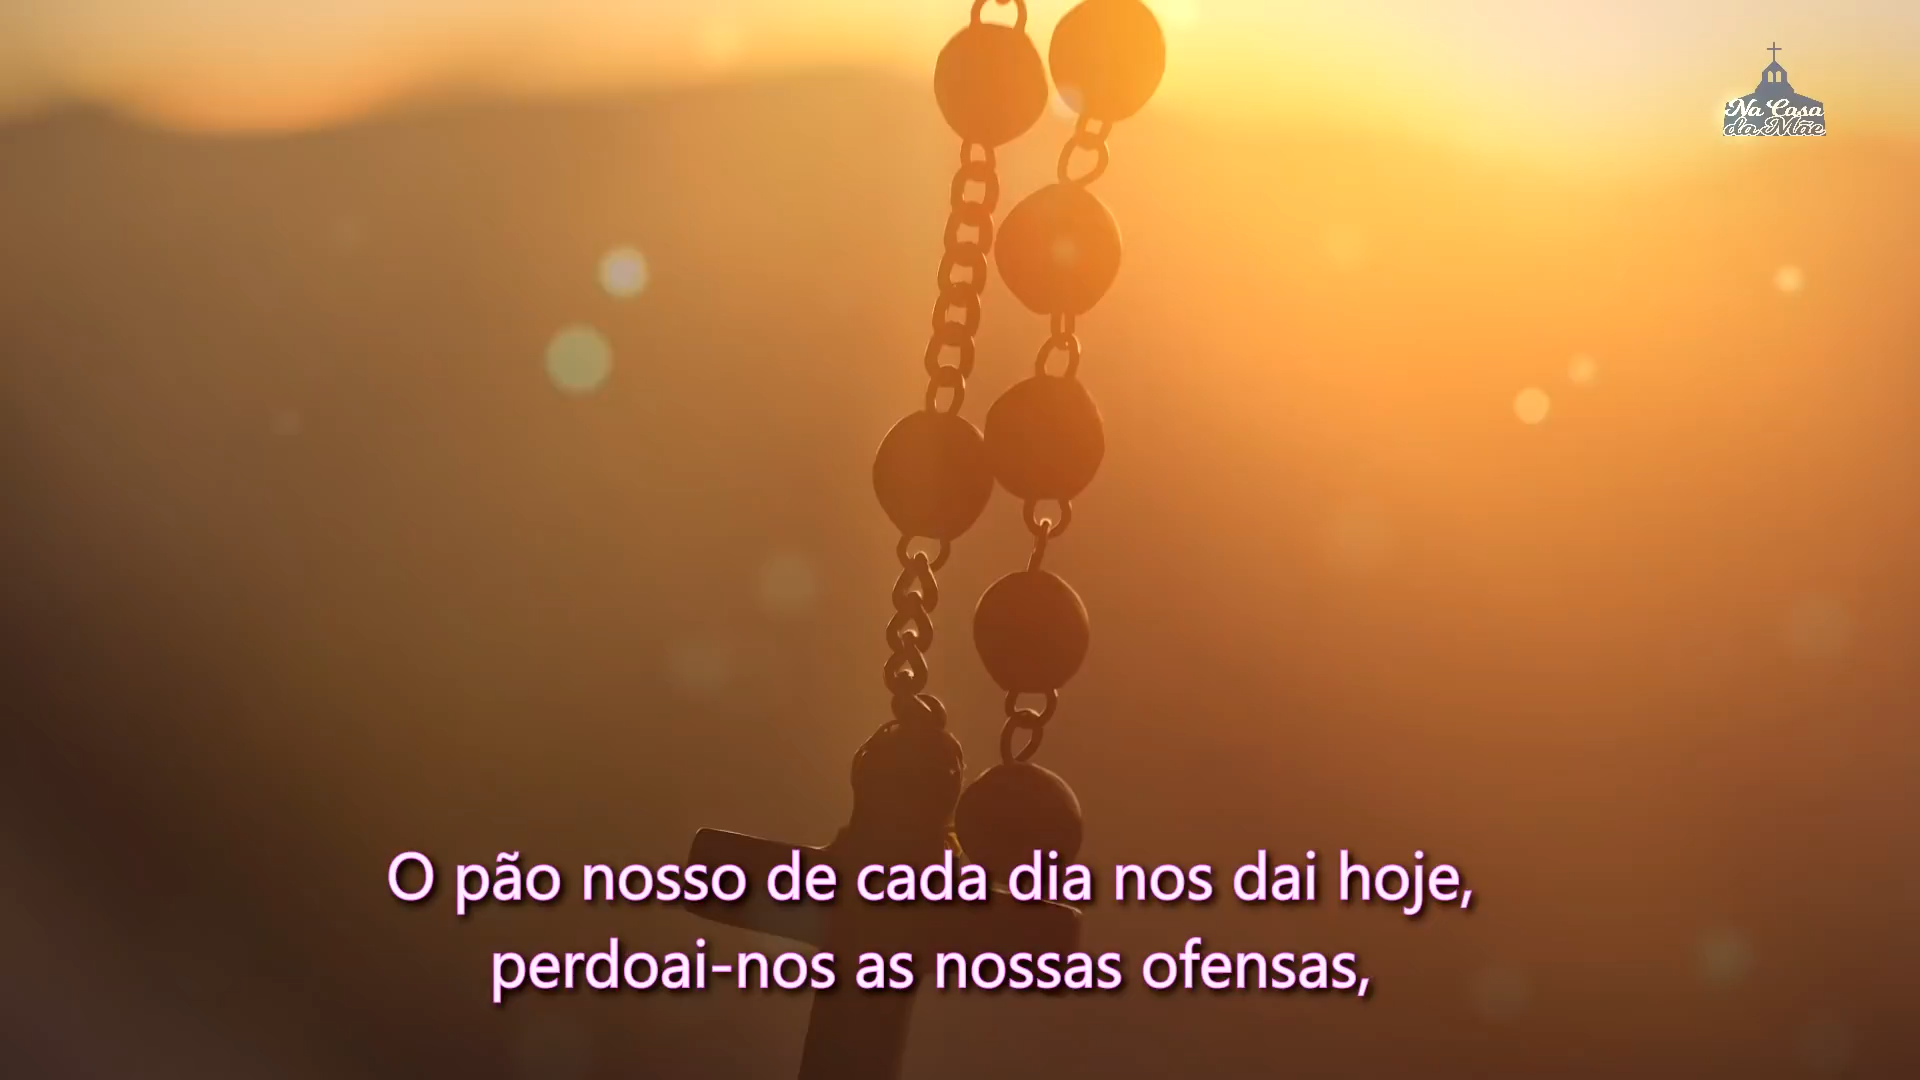 Na Casa
da Mãe
O pão nosso de cada dia nos dai hoje,
perdoai-nos as nossas ofensas,